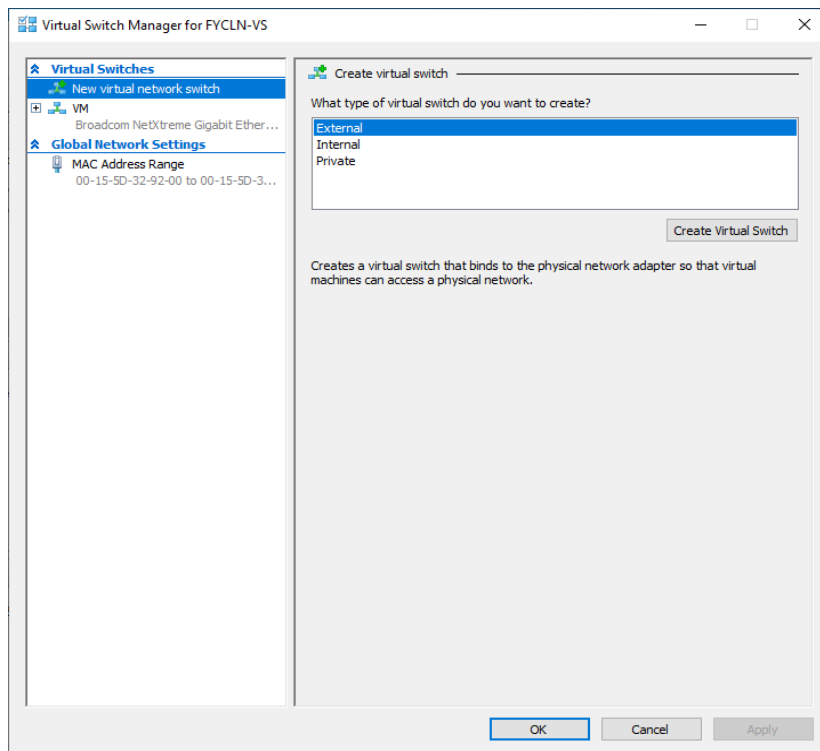 Virtual Switch Manager for FYCLN-VS
Virtual Switches
New virtual network switch
VM
Broadcom NetXtreme Gigabit Ether...
Global Network Settings
MAC Address Range
00-15-5D-32-92-00 to 00-15-5D-3...
Create virtual switch
What type of virtual switch do you want to create?
External
Internal
Private
Create Virtual Switch
Creates a virtual switch that binds to the physical network adapter so that virtual
machines can access a physical network.
OK
Cancel
Apply